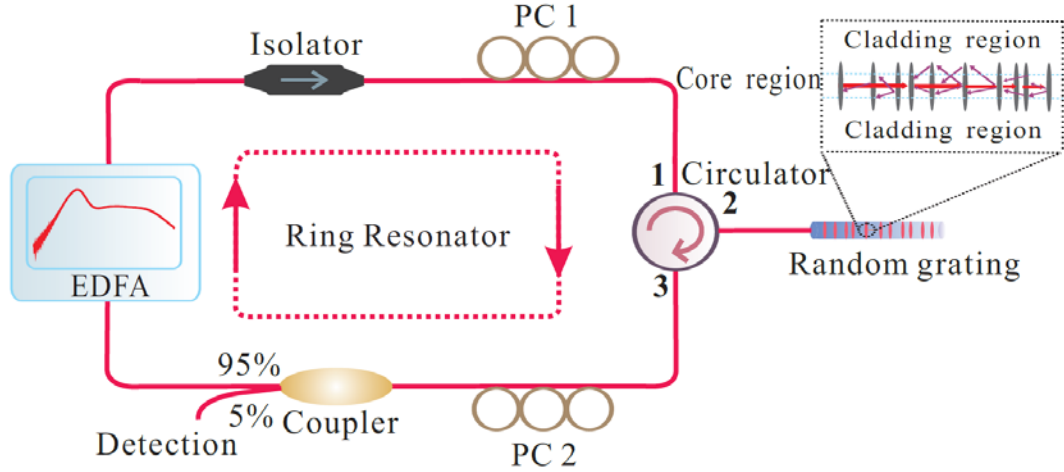 PC 1
Isolator
Cladding region
Core region
Cladding region
1
Circulator
2
Ring Resonator
EDFA
3
Random grating
95%
5%
Coupler
Detection
PC 2